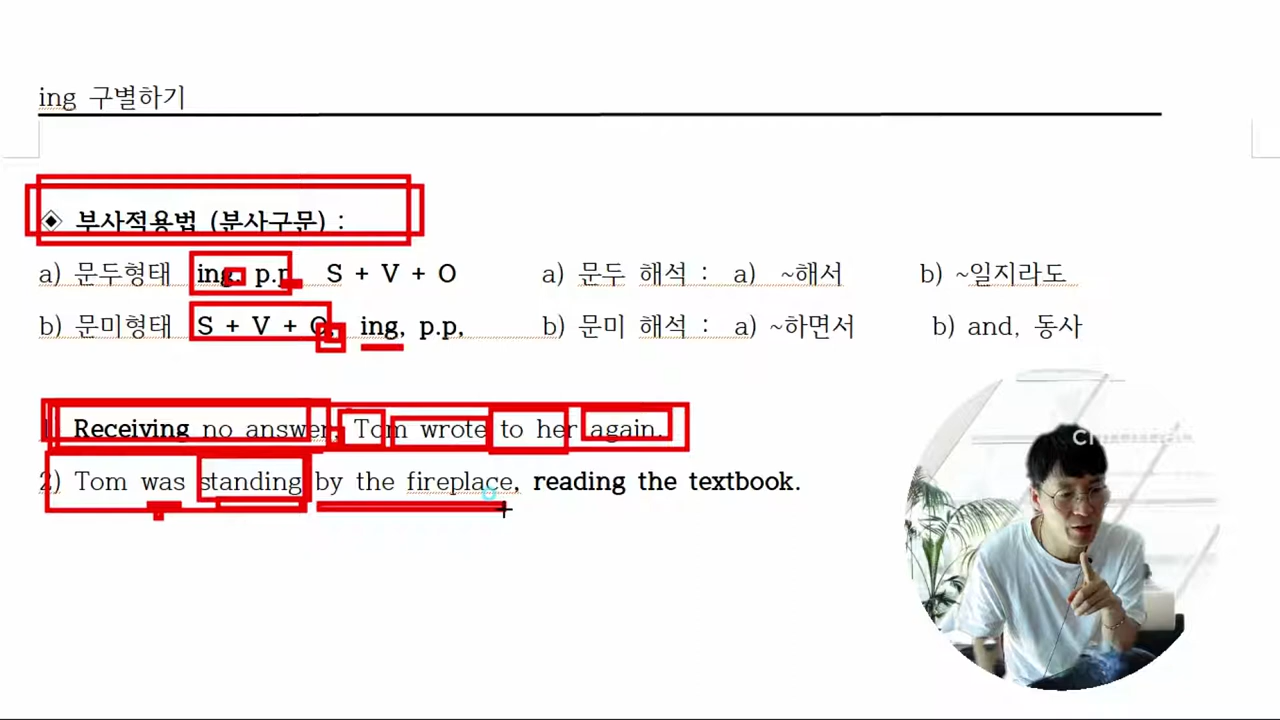 ing 구별하기
◈ 부사적용법 (분사구문) :
a) 문두형태 ing, p.p, S + V + O a) 문두 해석 : a) ~해서 b) ~일지라도
b) 문미형태 S + V + O, ing, p.p, b) 문미 해석 : a) ~하면서 b) and, 동사
Receiving no answer, Tom wrote to her again.
2) Tom was standing by the fireplace, reading the textbook.